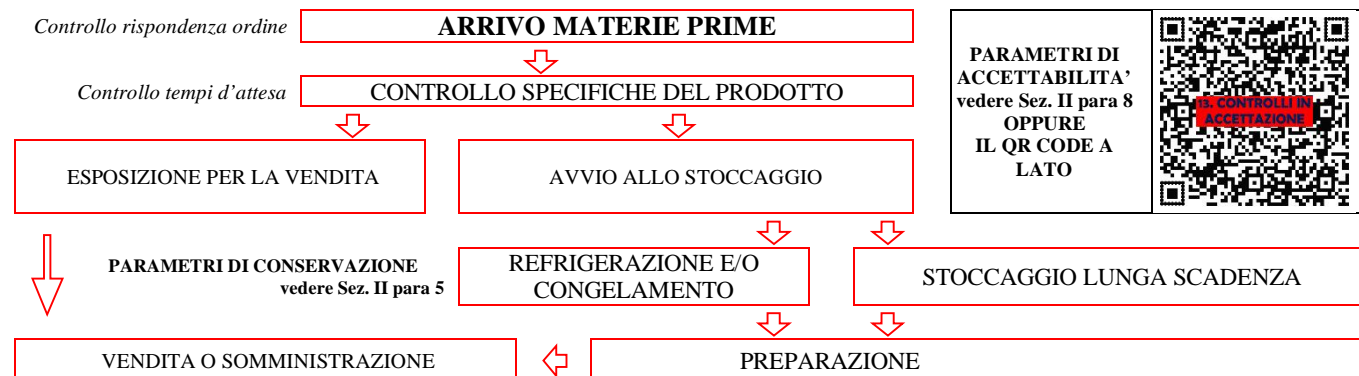 Controllo rispondenza ordine
ARRIVO MATERIE PRIME
PARAMETRI DI
ACCETTABILITA’
vedere Sez. II para 8
OPPURE
IL QR CODE A
LATO
13. CONTROLLI IN
ACCETTAZIONE
Controllo tempi d'attesa
CONTROLLO SPECIFICHE DEL PRODOTTO
ESPOSIZIONE PER LA VENDITA
AVVIO ALLO STOCCAGGIO
PARAMETRI DI CONSERVAZIONE
vedere Sez. II para 5
REFRIGERAZIONE E/O
CONGELAMENTO
STOCCAGGIO LUNGA SCADENZA
VENDITA O SOMMINISTRAZIONE
PREPARAZIONE